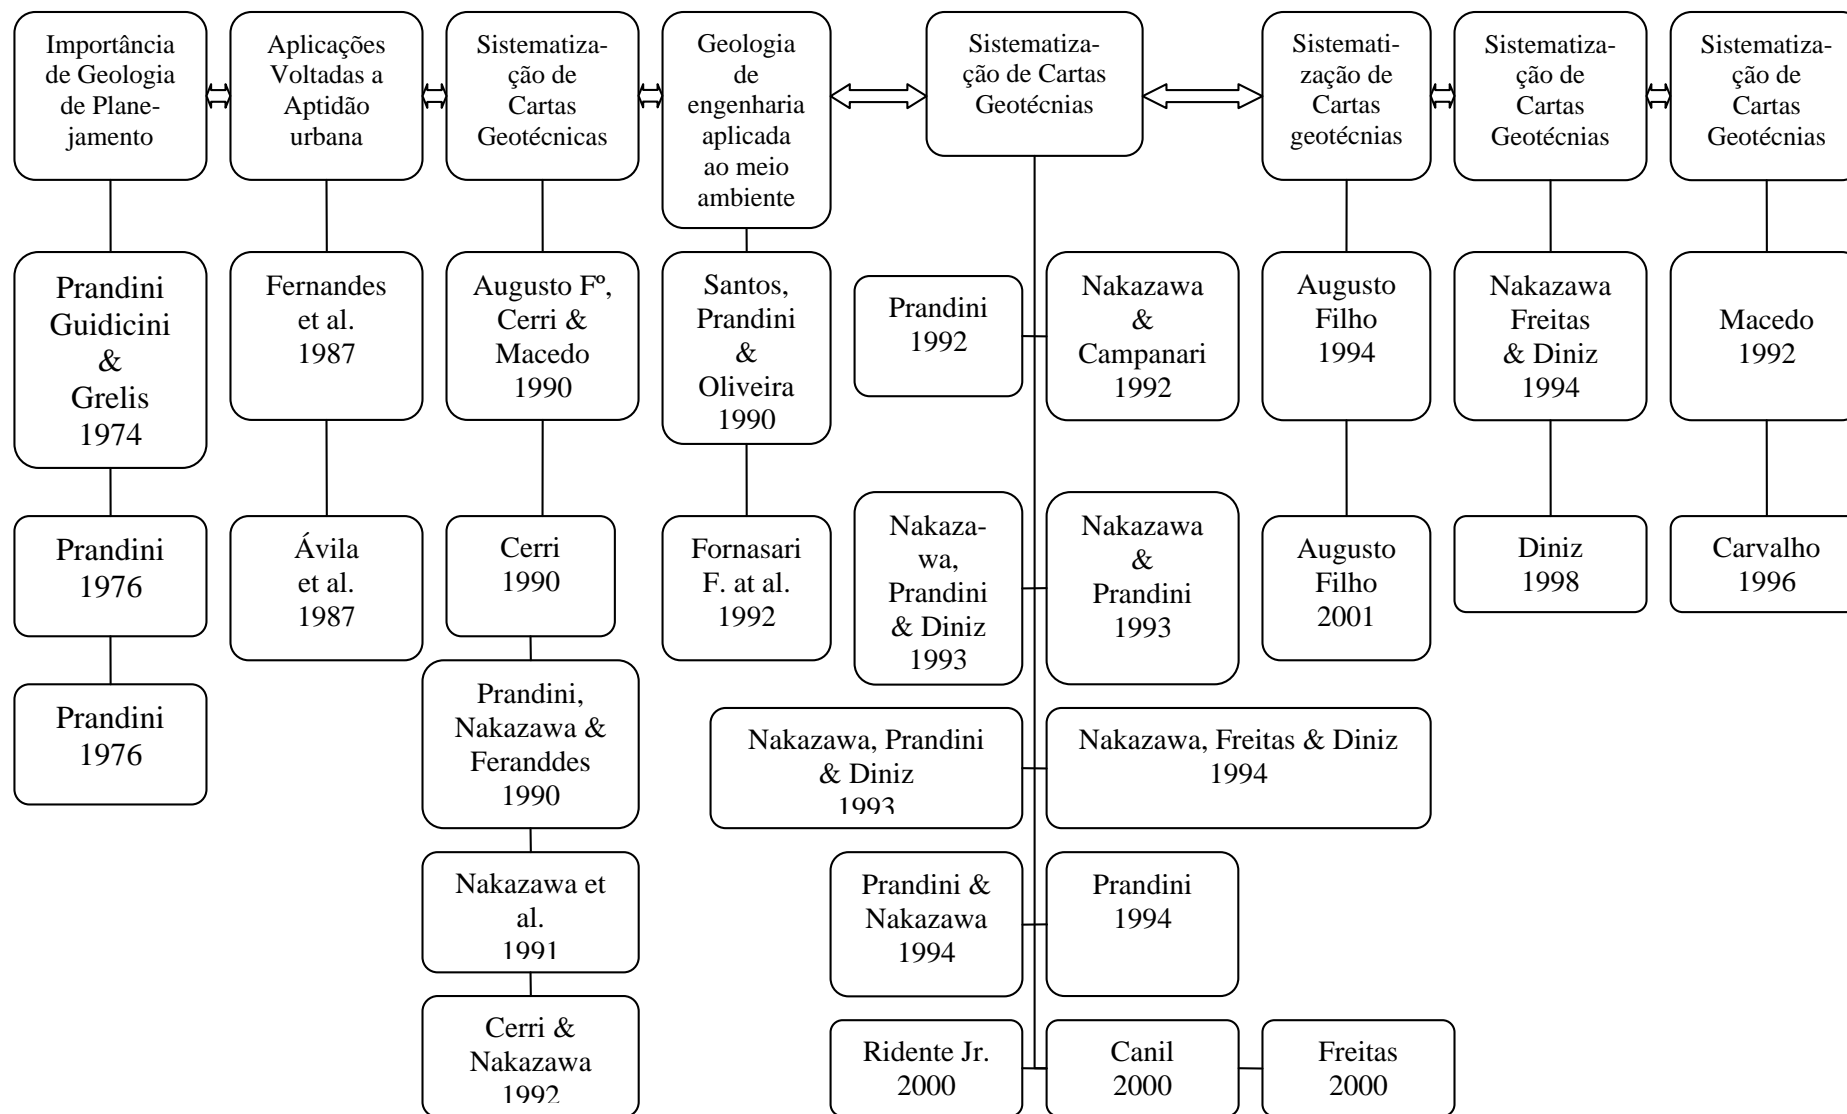 Importância
de Geologia
de Plane-
jamento
Aplicações
Voltadas a
Aptidão
urbana
Sistematiza-
ção de
Cartas
Geotécnicas
Geologia
de
engenharia
aplicada
ao meio
ambiente
Sistematiza-
ção de Cartas
Geotécnias
Sistemati-
zação de
Cartas
geotécnias
Sistematiza-
ção de
Cartas
Geotécnias
Sistematiza-
ção de
Cartas
Geotécnias
Prandini
Guidicini
&
Grelis
1974
Prandini
1976
Prandini
1976
Fernandes
et al.
1987
Ávila
et al.
1987
Augusto Fº,
Cerri &
Macedo
1990
Cerri
1990
Prandini,
Nakazawa &
Feranddes
1990
Nakazawa et
al.
1991
Cerri &
Nakazawa
1992
Santos,
Prandini
&
Oliveira
1990
Fornasari
F. at al.
1992
Prandini
1992
Nakazawa
&
Campanari
1992
Nakaza-
wa,
Prandini
& Diniz
1993
Nakazawa
&
Prandini
1993
Nakazawa, Prandini
& Diniz
1993
Nakazawa, Freitas & Diniz
1994
Prandini &
Nakazawa
1994
Prandini
1994
Ridente Jr.
2000
Canil
2000
Freitas
2000
Augusto
Filho
1994
Augusto
Filho
2001
Nakazawa
Freitas
& Diniz
1994
Diniz
1998
Macedo
1992
Carvalho
1996